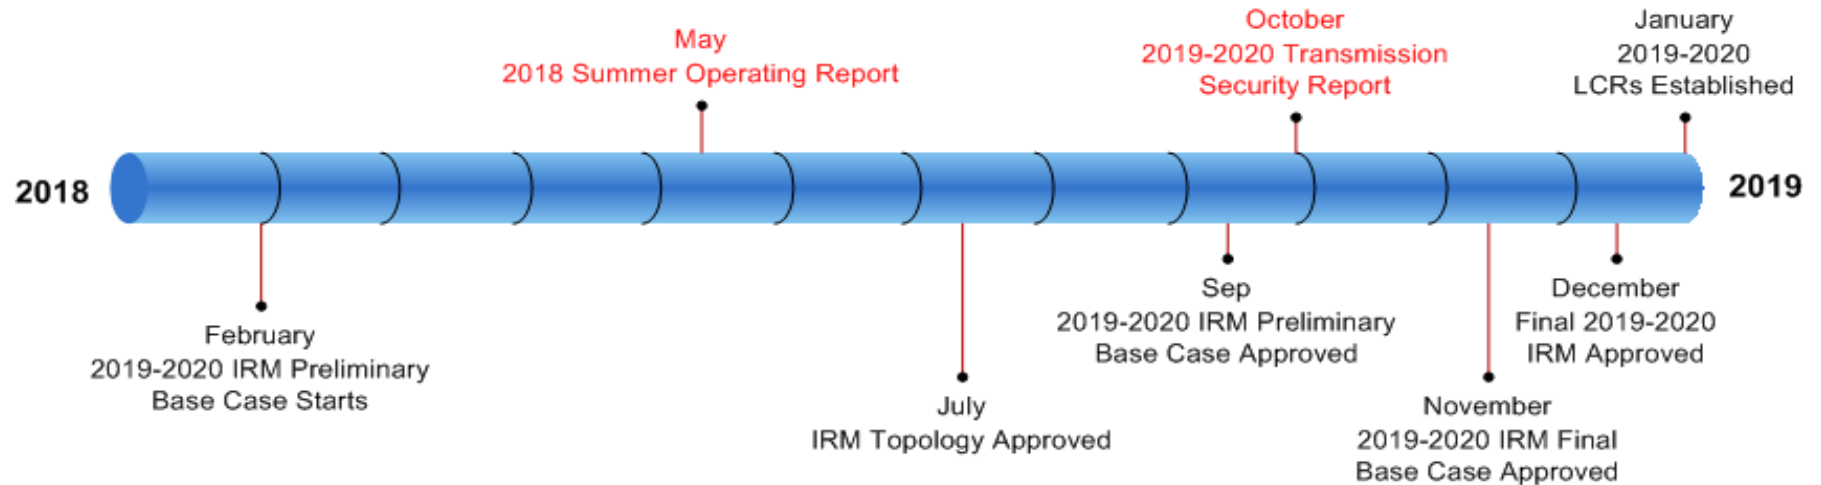 May
2018 Summer Operating Report
October
2019-2020 Transmission
Security Report
January
2019-2020
LCRs Established
2018
2019
February
2019-2020 IRM Preliminary
Base Case Starts
July
IRM Topology Approved
Sep
2019-2020 IRM Preliminary
Base Case Approved
November
2019-2020 IRM Final
Base Case Approved
December
Final 2019-2020
IRM Approved